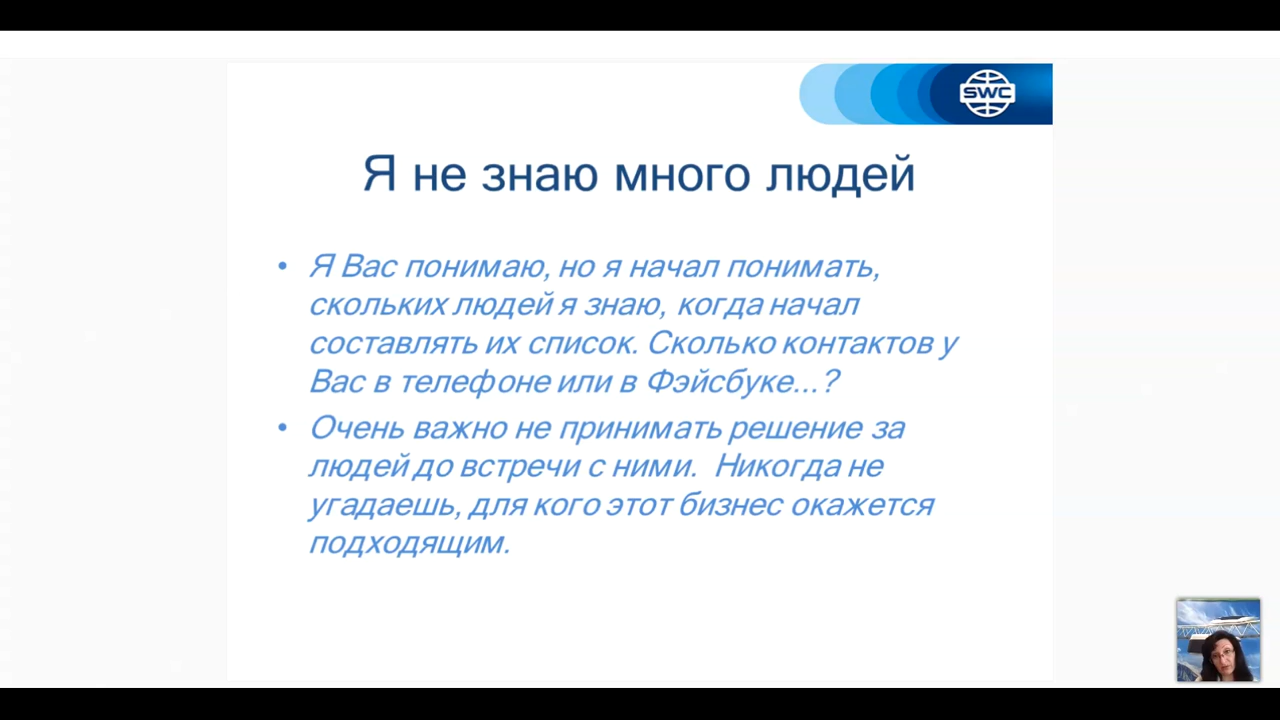 SWC
Я не знаю много людей
• Я Вас понимаю, но я начал понимать,
скольких людей я знаю, когда начал
составлять их список. Сколько контактов у
Вас в телефоне или в Фэйсбуке...?
• Очень важно не принимать решение за
людей до встречи с ними. Никогда не
угадаешь, для кого этот бизнес окажется
подходящим.